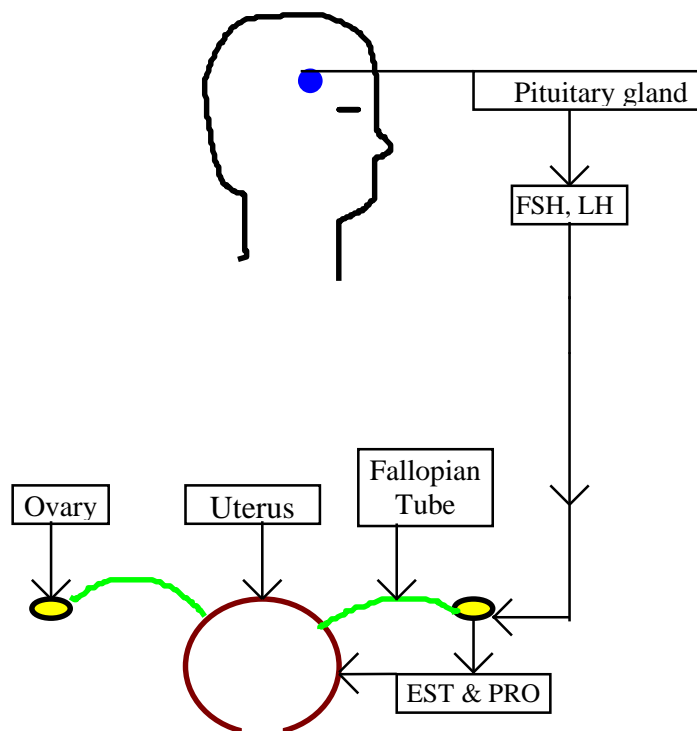 Pituitary gland
FSH, LH
Fallopian
Tube
Ovary
Uterus
EST & PRO